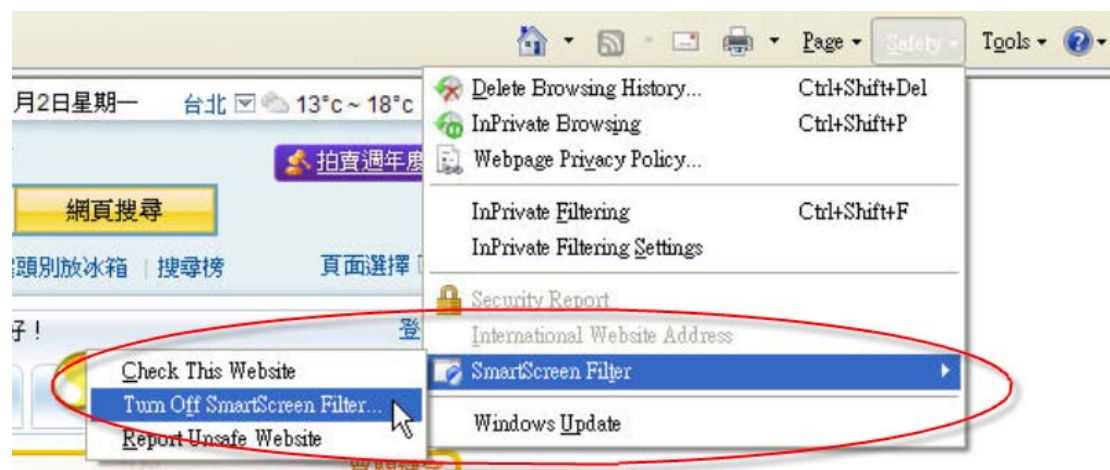 Page
Safety
Tools
月2日星期一 台北 13°c ~ 18°c
拍賣週年慶
網頁搜尋
頭別放冰箱 搜尋榜 頁面選擇
好!
登
Delete Browsing History... Ctrl+Shift+Del
InPrivate Browsing Ctrl+Shift+P
Webpage Privacy Policy...
InPrivate Filtering Ctrl+Shift+F
InPrivate Filtering Settings
Security Report
International Website Address
SmartScreen Filter
Windows Update
Check This Website
Turn Off SmartScreen Filter...
Report Unsafe Website